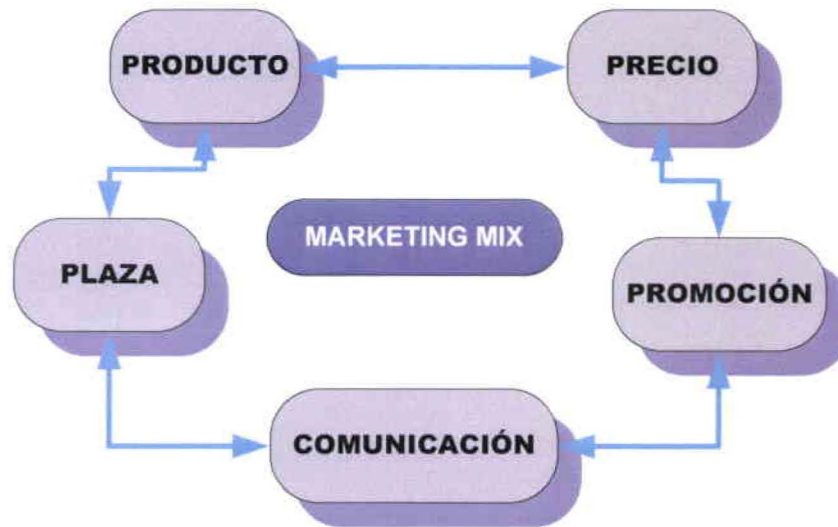 PRODUCTO
PRECIO
MARKETING MIX
PLAZA
PROMOCIÓN
COMUNICACIÓN